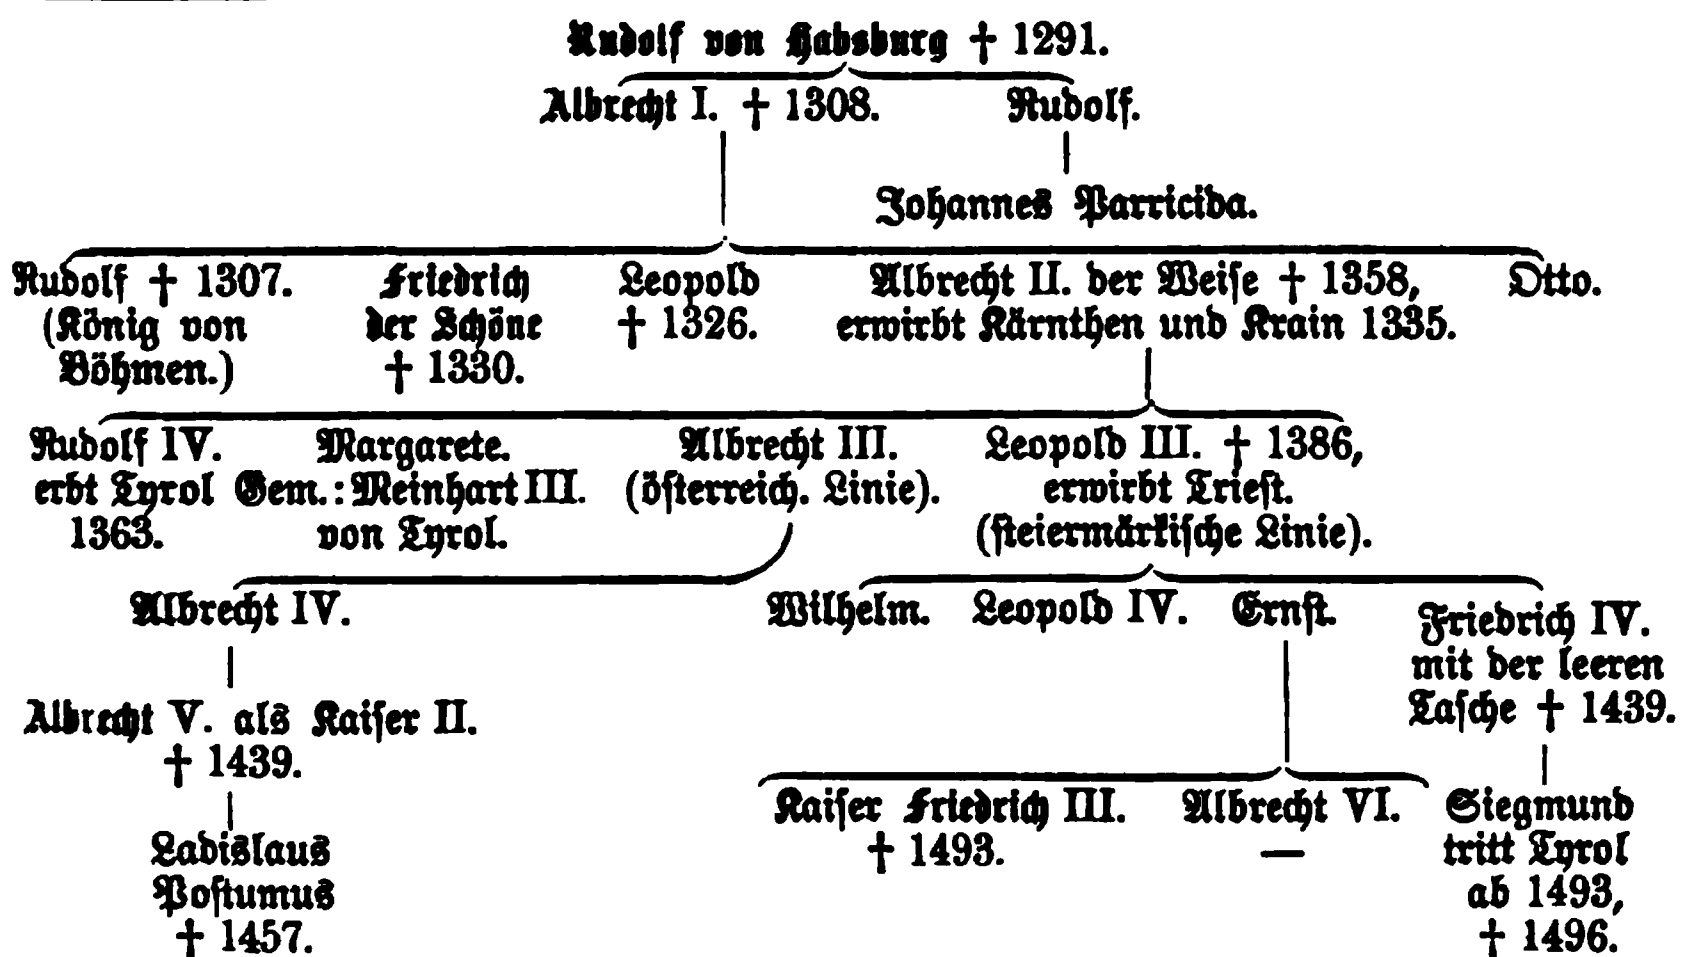 Rudolf von Habsburg † 1291.
Albrecht I. † 1308. Rudolf.
Johannes Parricida.
Rudolf † 1307. Friedrich Leopold Albrecht II. der Weiſe † 1358, Otto.
(König von der Schöne † 1326. erwirbt Kärnthen und Krain 1335.
Böhmen.) † 1330.
Rudolf IV. Margarete. Albrecht III. Leopold III. † 1386,
erbt Tyrol Gem.: Meinhart III. (öſterreich. Linie). erwirbt Trieſt.
1363. von Tyrol. (ſteiermärkiſche Linie).
Albrecht IV. Wilhelm. Leopold IV. Ernſt. Friedrich IV.
mit der leeren
Albrecht V. als Kaiſer II. Taſche † 1439.
† 1439.
Kaiſer Friedrich III. Albrecht VI. Siegmund
Ladislaus † 1493. — tritt Tyrol
Poſtumus ab 1493,
† 1457. † 1496.